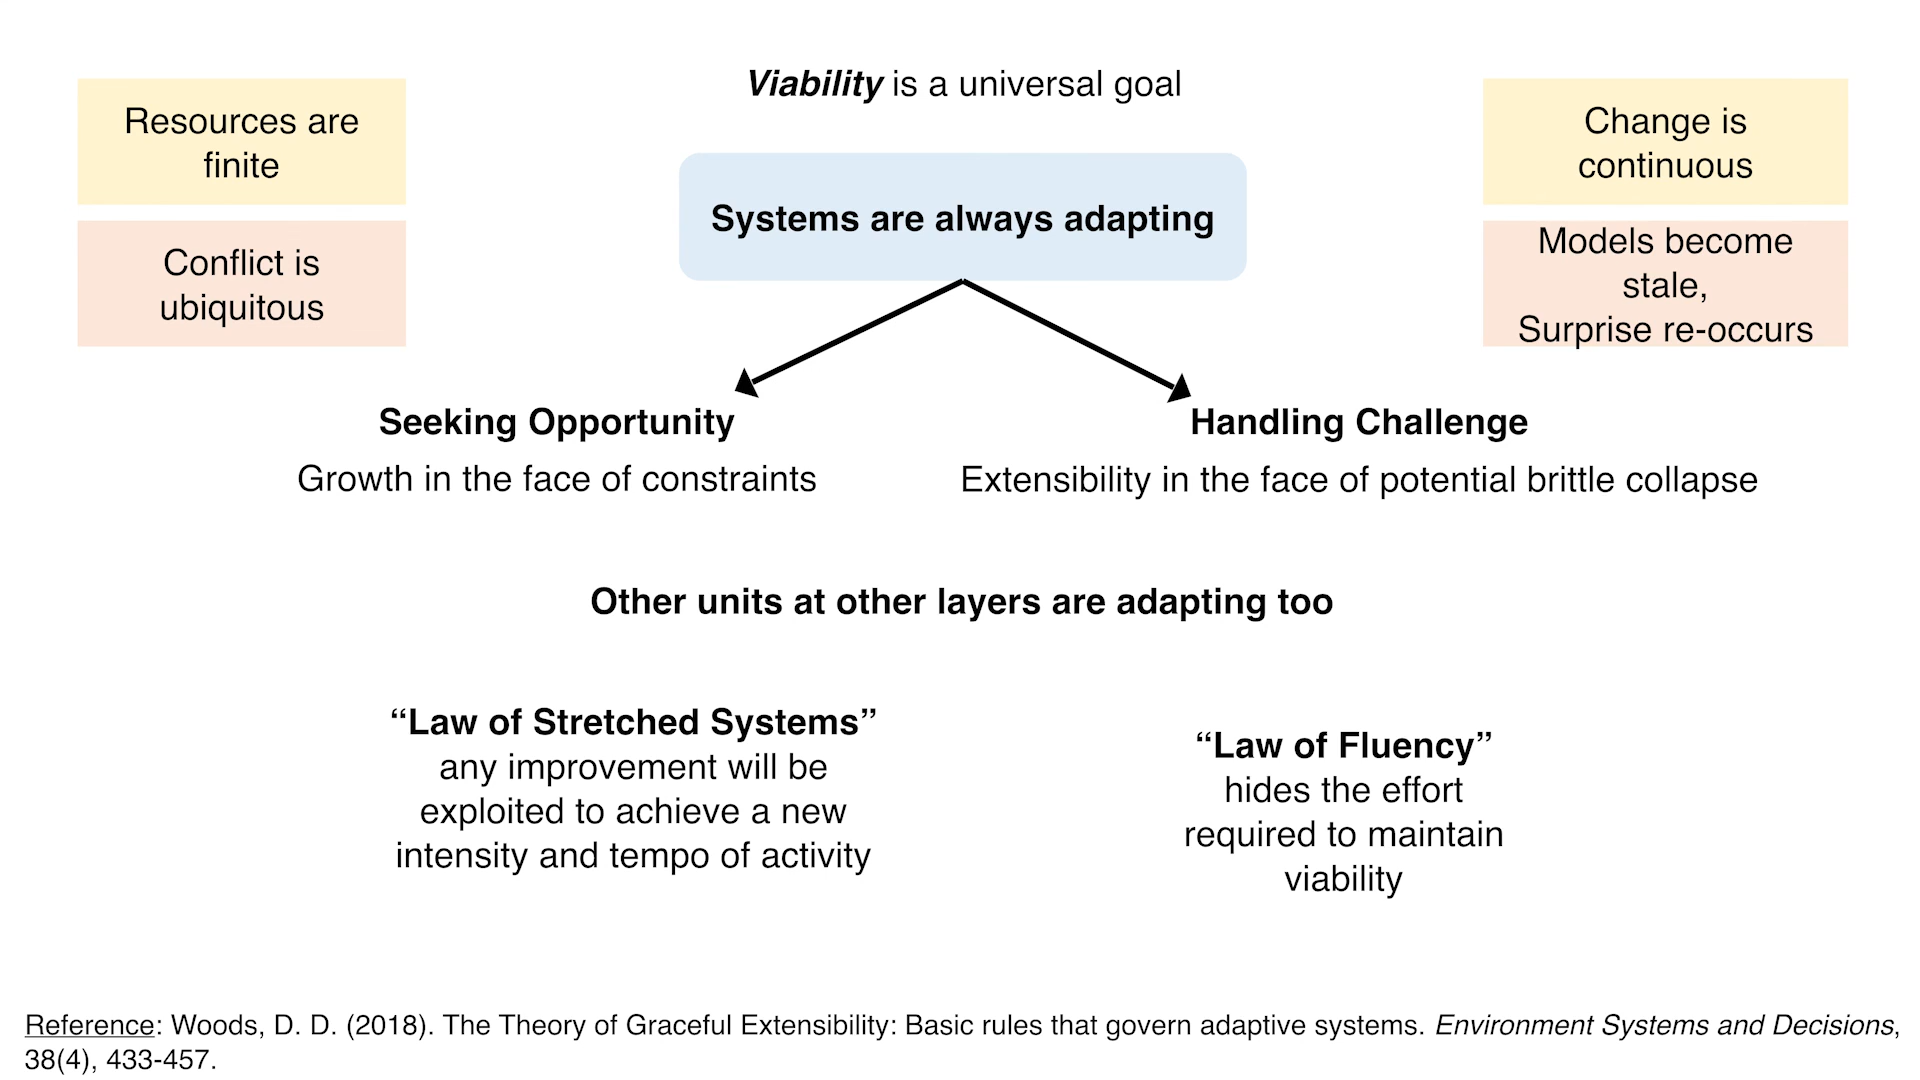 Viability is a universal goal
Resources are
finite
Conflict is
ubiquitous
Systems are always adapting
Change is
continuous
Models become
stale,
Surprise re-occurs
Seeking Opportunity
Growth in the face of constraints
Handling Challenge
Extensibility in the face of potential brittle collapse
Other units at other layers are adapting too
“Law of Stretched Systems”
any improvement will be
exploited to achieve a new
intensity and tempo of activity
“Law of Fluency”
hides the effort
required to maintain
viability
Reference: Woods, D. D. (2018). The Theory of Graceful Extensibility: Basic rules that govern adaptive systems. Environment Systems and Decisions,
38(4), 433-457.